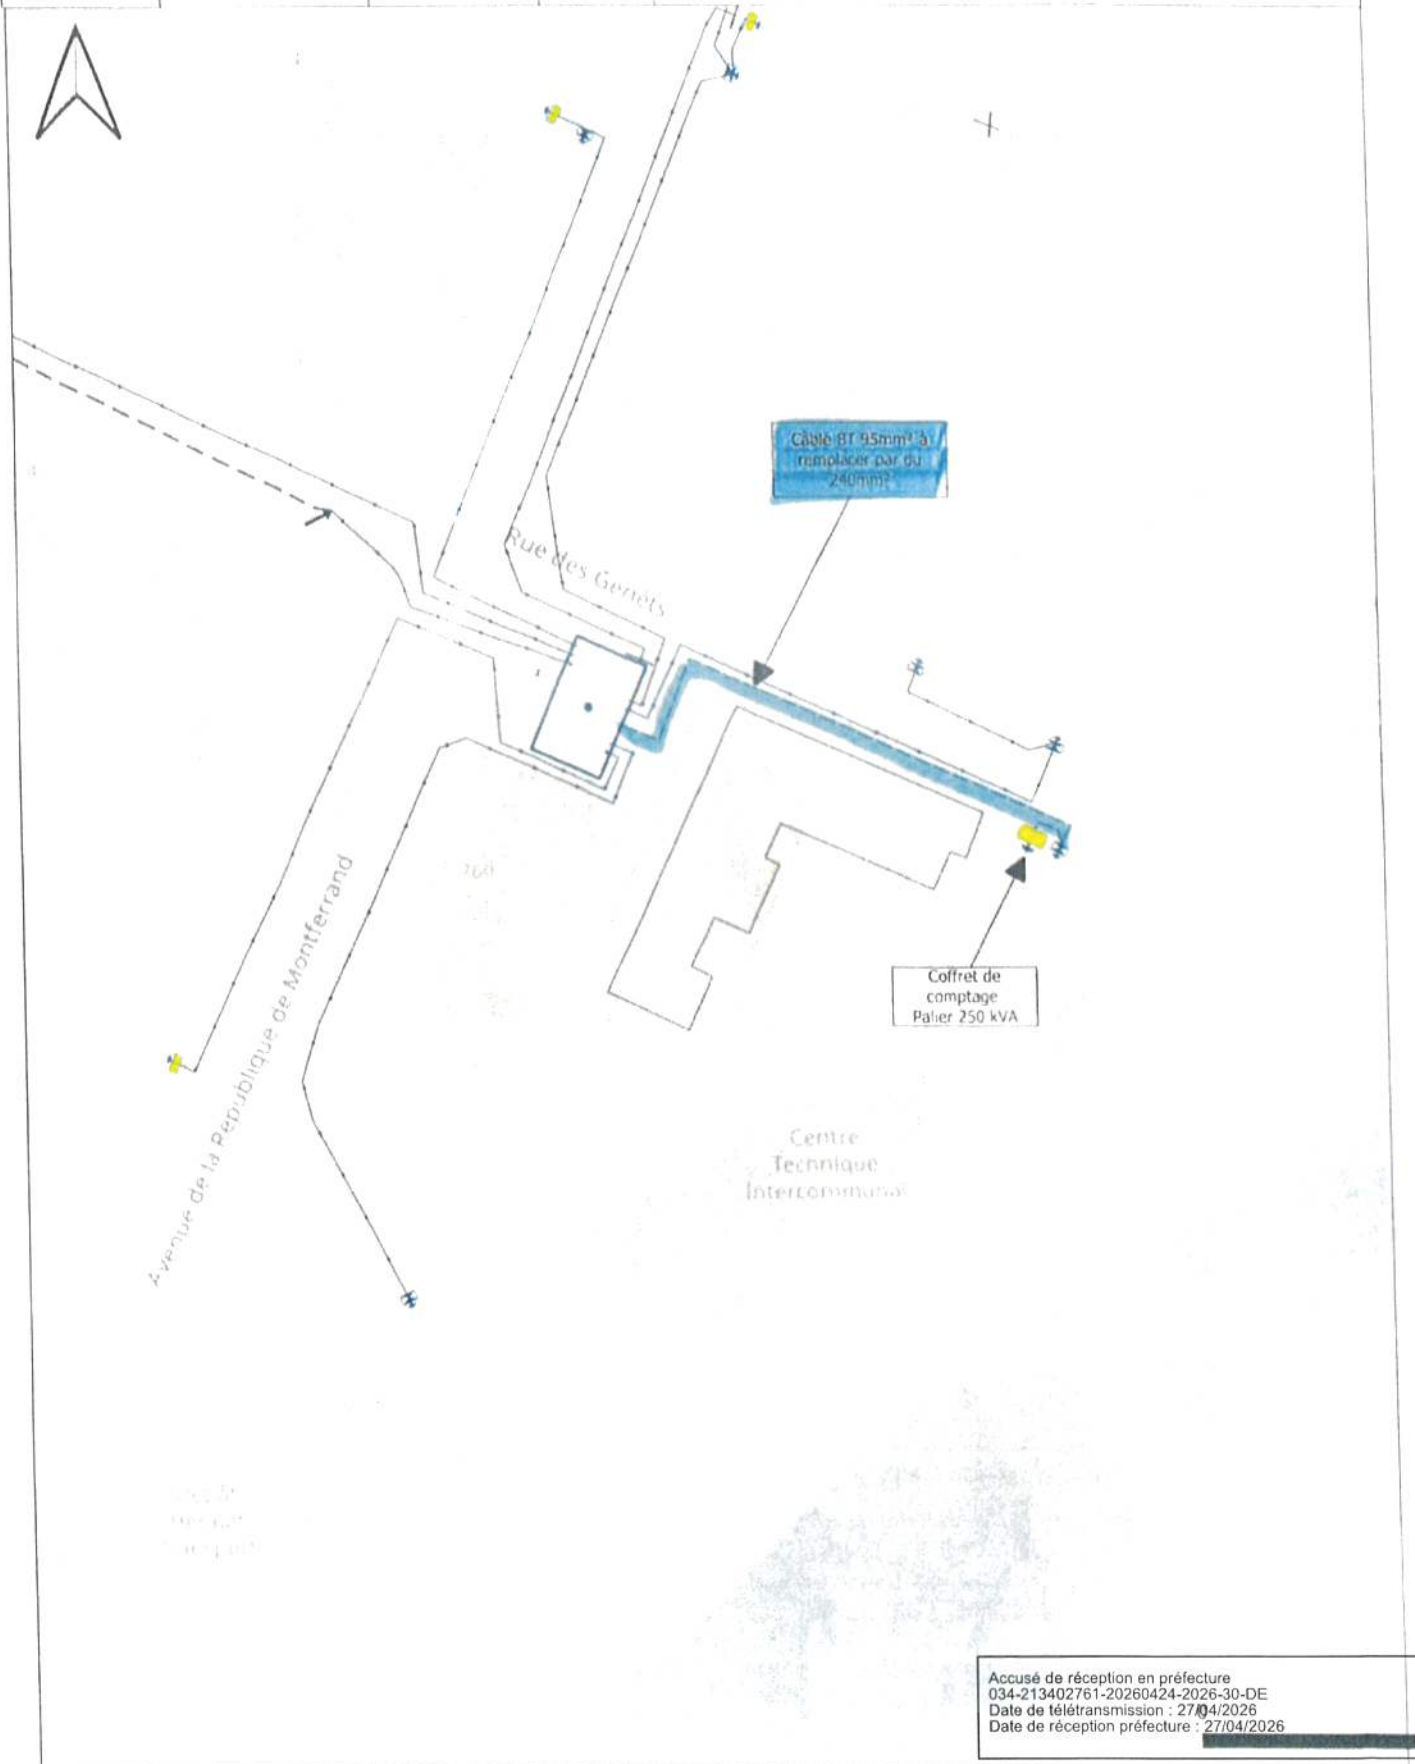 Câble BT 95mm² à
remplacer par du
240mm²
Rue des Genêts
760
Avenue de la Republique de Montferrand
Coffret de
comptage
Palier 250 kVA
Centre
Technique
Intercommunal
Accusé de réception en préfecture
034-213402761-20260424-2026-30-DE
Date de télétransmission : 27/04/2026
Date de réception préfecture : 27/04/2026